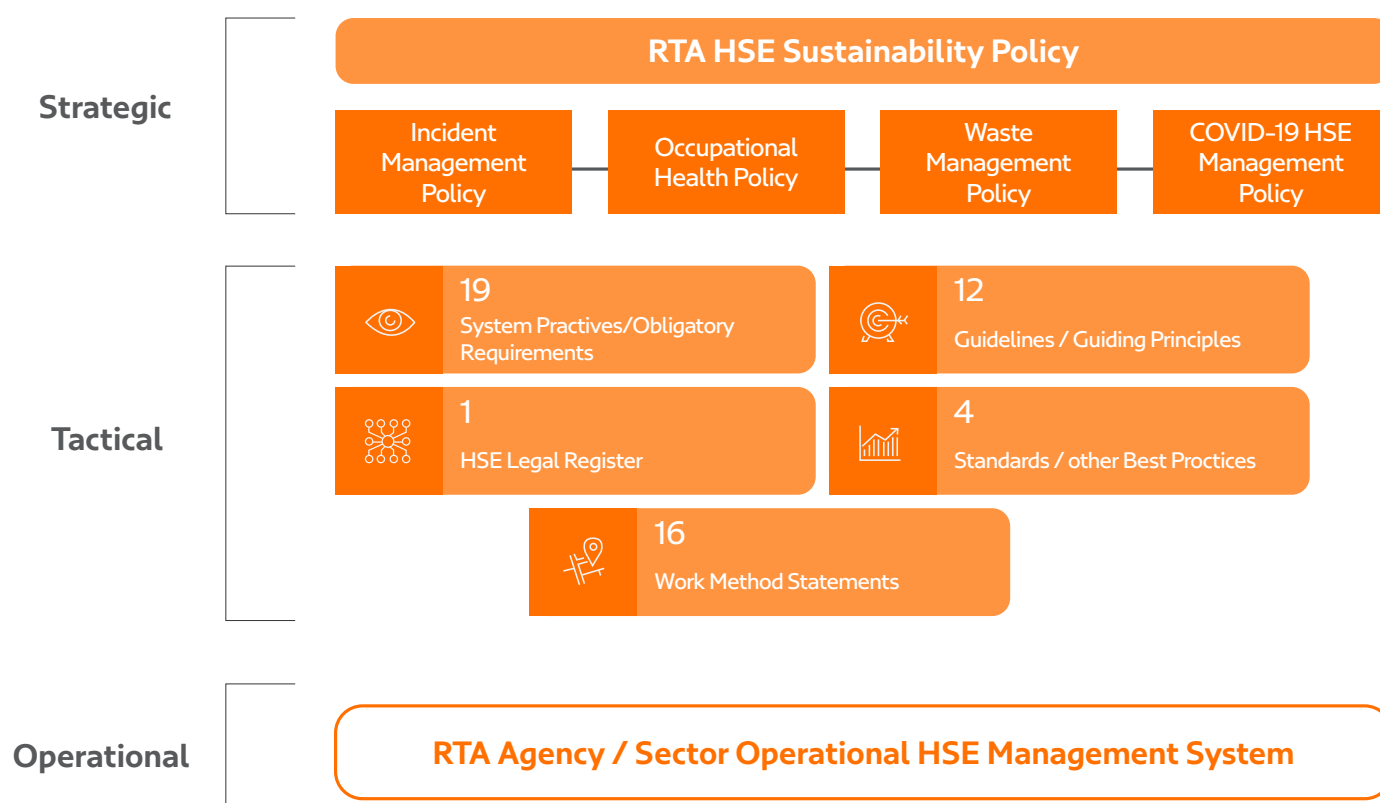 Strategic
RTA HSE Sustainability Policy
Incident
Management
Policy
Occupational
Health Policy
Waste
Management
Policy
COVID-19 HSE
Management
Policy
Tactical
19
System Practives/Obligatory
Requirements
12
Guidelines / Guiding Principles
1
HSE Legal Register
4
Standards / other Best Proctices
16
Work Method Statements
Operational
RTA Agency / Sector Operational HSE Management System